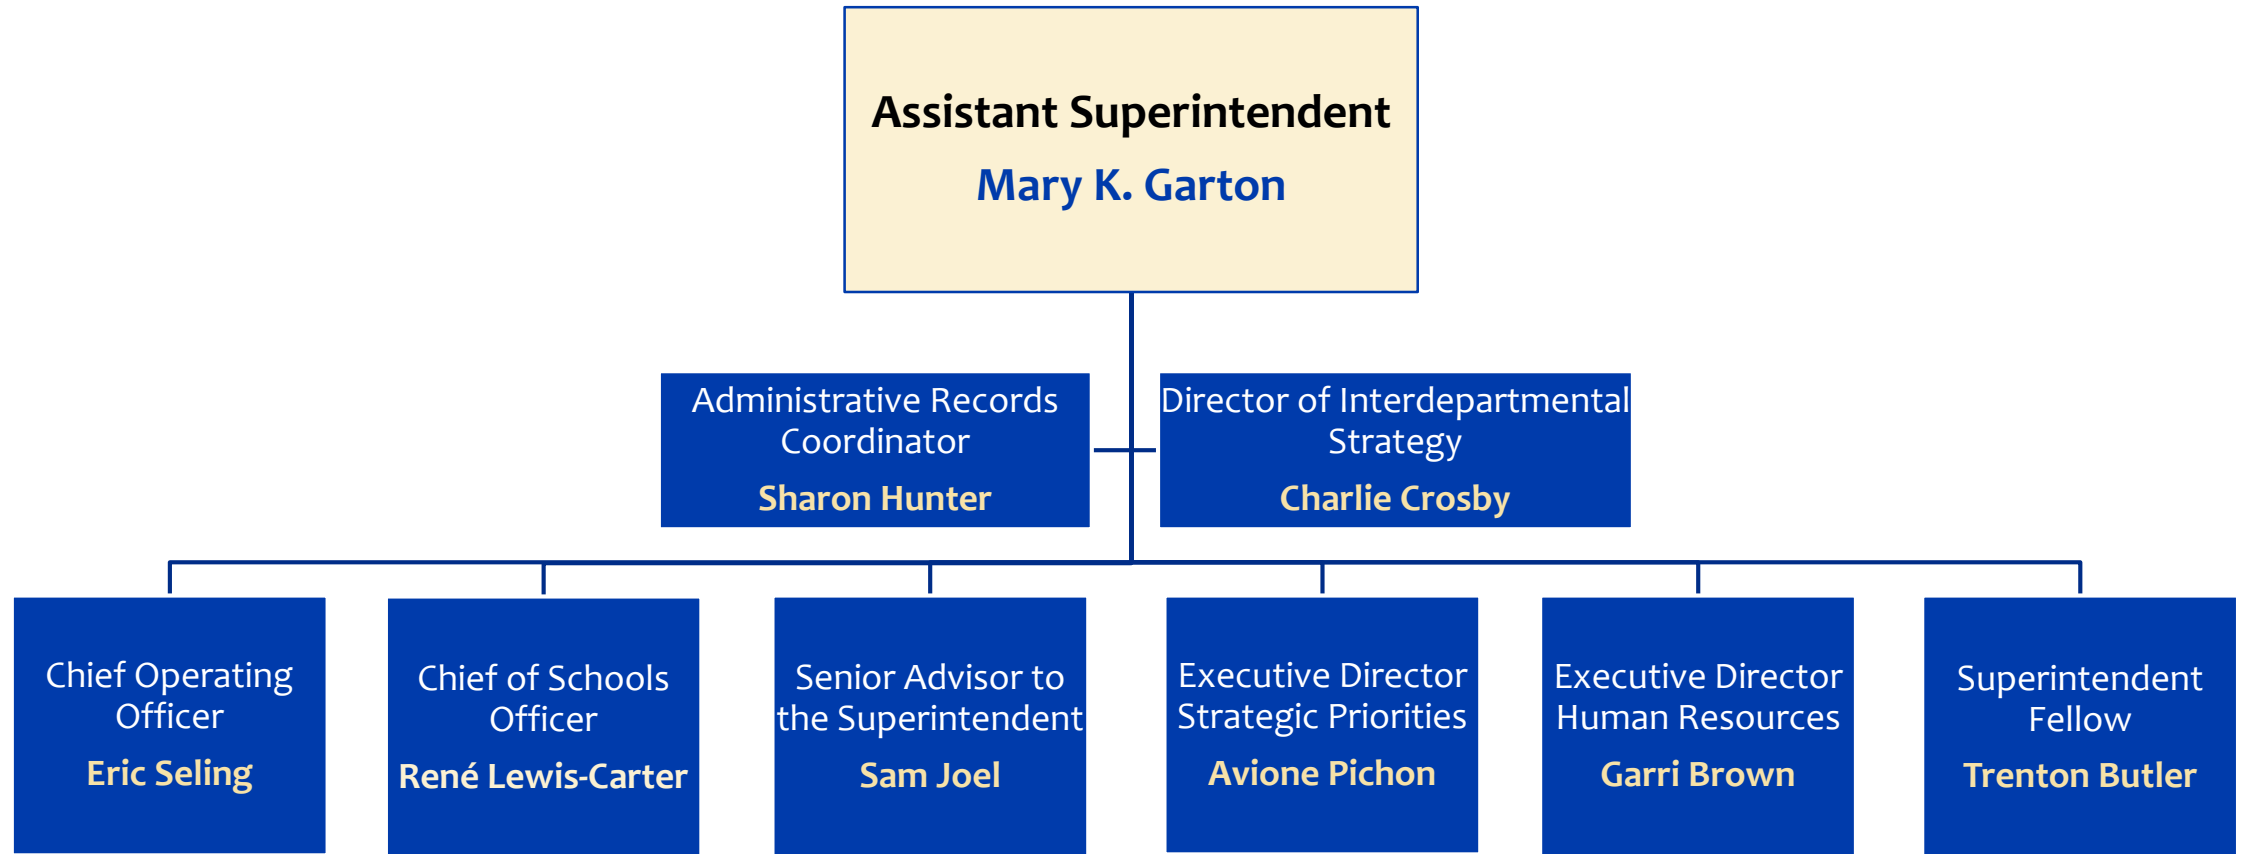 Assistant Superintendent
Mary K. Garton
Administrative Records
Coordinator
Sharon Hunter
Director of Interdepartmental
Strategy
Charlie Crosby
Chief Operating
Officer
Eric Seling
Chief of Schools
Officer
René Lewis-Carter
Senior Advisor to
the Superintendent
Sam Joel
Executive Director
Strategic Priorities
Avione Pichon
Executive Director
Human Resources
Garri Brown
Superintendent
Fellow
Trenton Butler